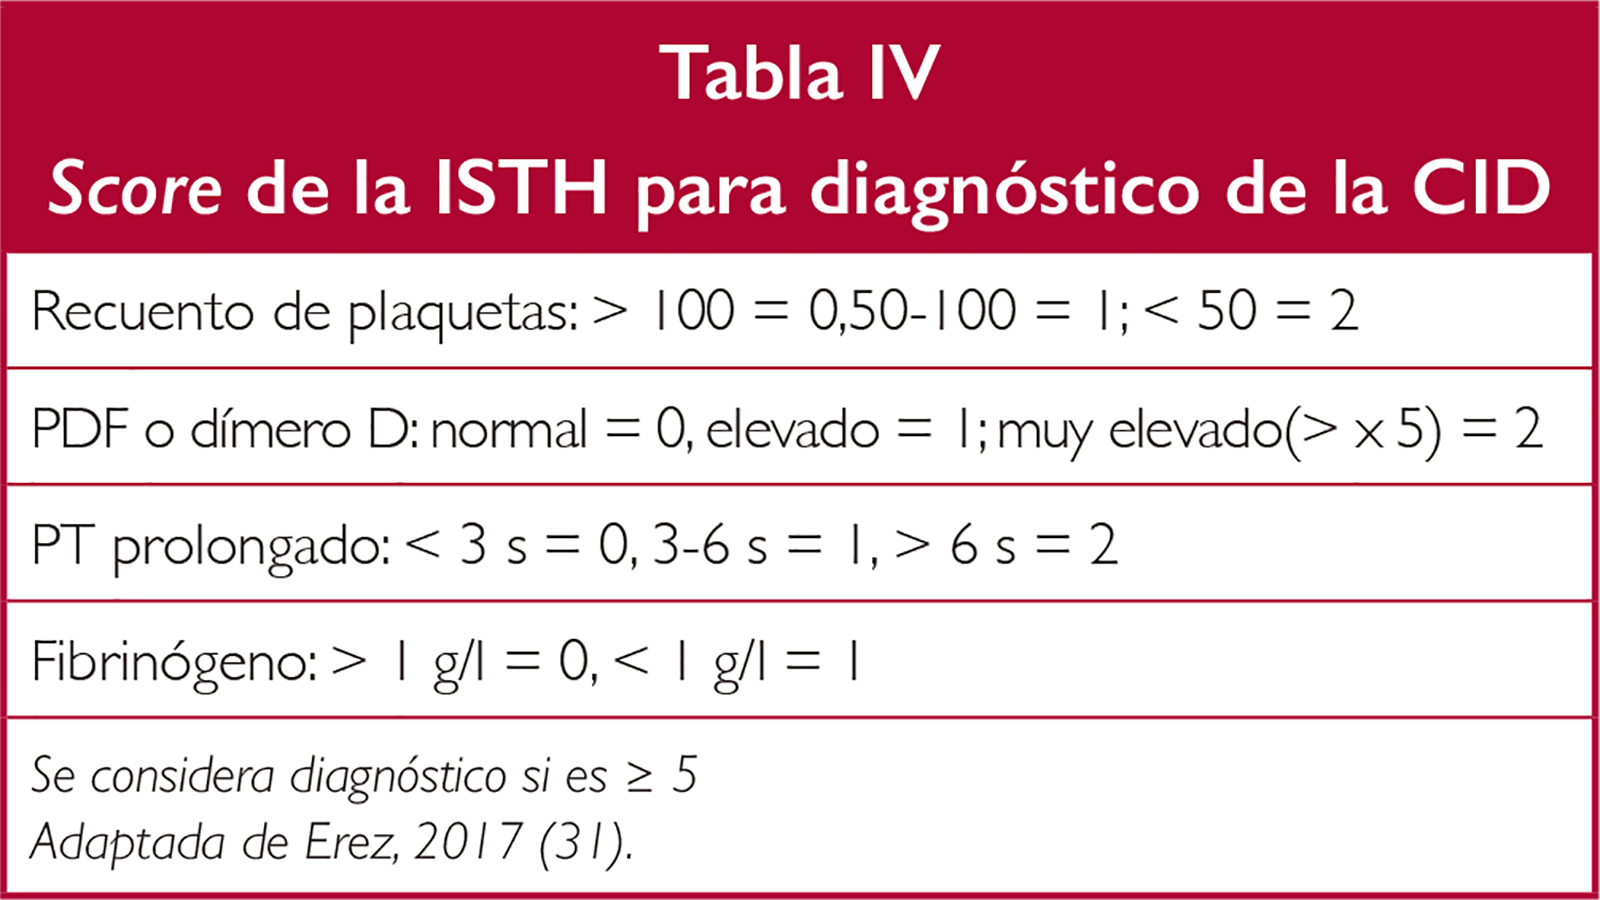 Tabla IV
Score de la ISTH para diagnóstico de la CID
Recuento de plaquetas: > 100 = 0,50-100 = 1; < 50 = 2
PDF o dímero D: normal = 0, elevado = 1; muy elevado(> x 5) = 2
PT prolongado: < 3 s = 0, 3-6 s = 1, > 6 s = 2
Fibrinógeno: > 1 g/l = 0, < 1 g/l = 1
Se considera diagnóstico si es ≥ 5
Adaptada de Erez, 2017 (31).